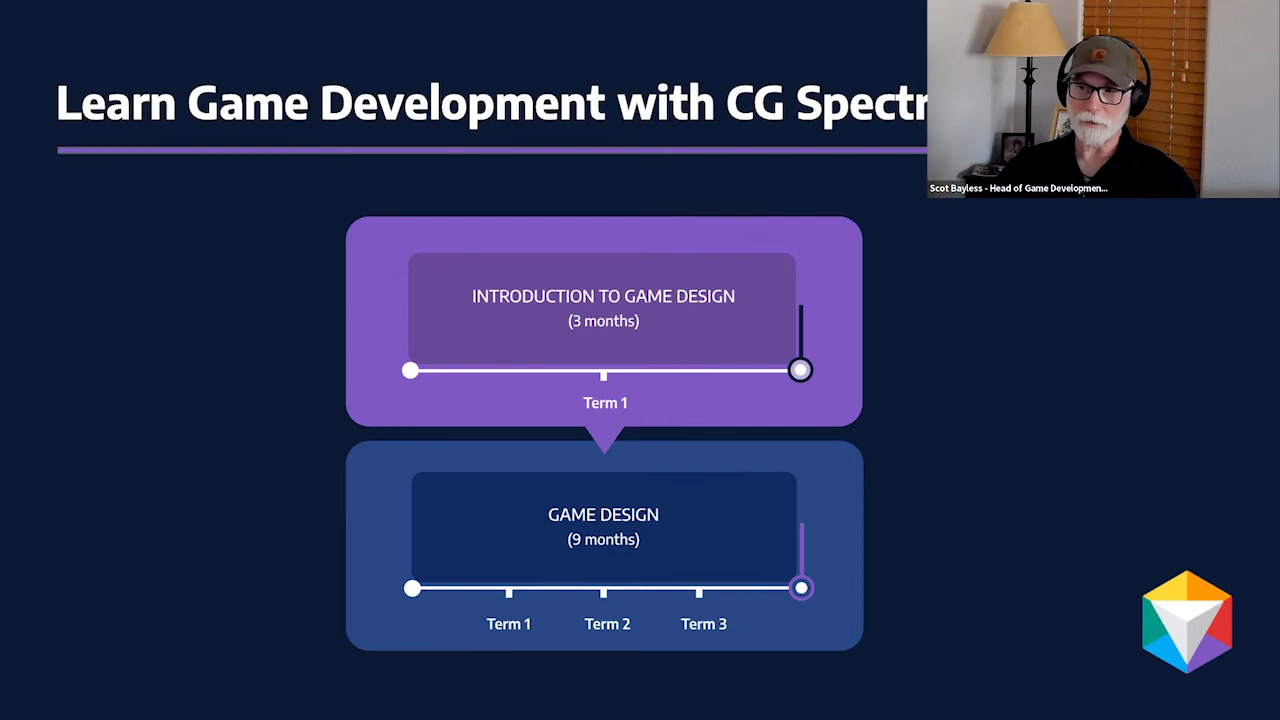 Learn Game Development with CG Spectr
Scot Bayless - Head of Game Developmen...
INTRODUCTION TO GAME DESIGN
(3 months)
Term 1
GAME DESIGN
(9 months)
Term 1 Term 2 Term 3